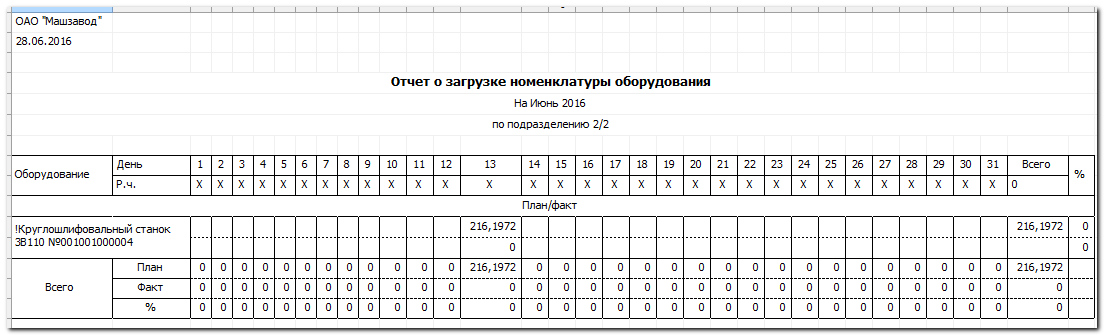 ОАО "Машзавод"
28.06.2016
Отчет о загрузке номенклатуры оборудования
На Июнь 2016
по подразделению 2/2
Оборудование День 1 2 3 4 5 6 7 8 9 10 11 12 13 14 15 16 17 18 19 20 21 22 23 24 25 26 27 28 29 30 31 Всего %
Р.ч. X X X X X X X X X X X X X X X X X X X X X X X X X X X X X X X 0
План/факт
!Круглошлифовальный станок 216,1972 216,1972 0
3В110 №001001000004 0 0
Всего План 0 0 0 0 0 0 0 0 0 0 0 0 216,1972 0 0 0 0 0 0 0 0 0 0 0 0 0 0 0 0 0 0 216,1972
Факт 0 0 0 0 0 0 0 0 0 0 0 0 0 0 0 0 0 0 0 0 0 0 0 0 0 0 0 0 0 0 0 0
% 0 0 0 0 0 0 0 0 0 0 0 0 0 0 0 0 0 0 0 0 0 0 0 0 0 0 0 0 0 0 0 0